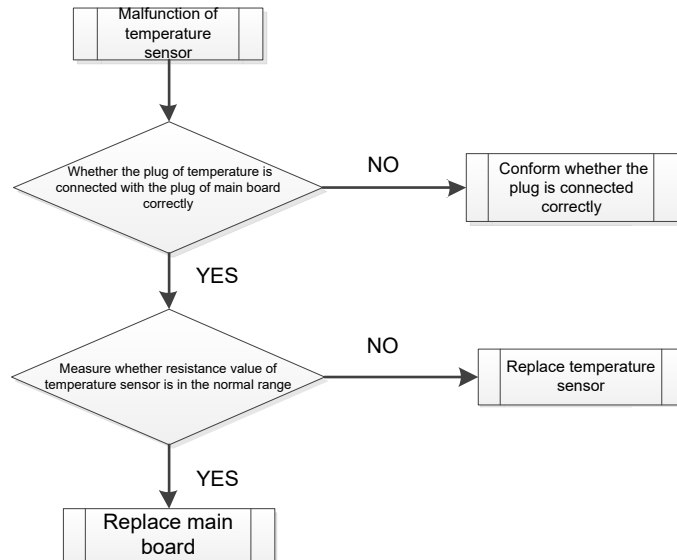 Malfunction of
temperature
sensor
Whether the plug of temperature is
connected with the plug of main board
correctly
NO
Conform whether the
plug is connected
correctly
YES
Measure whether resistance value of
temperature sensor is in the normal range
NO
Replace temperature
sensor
YES
Replace main
board